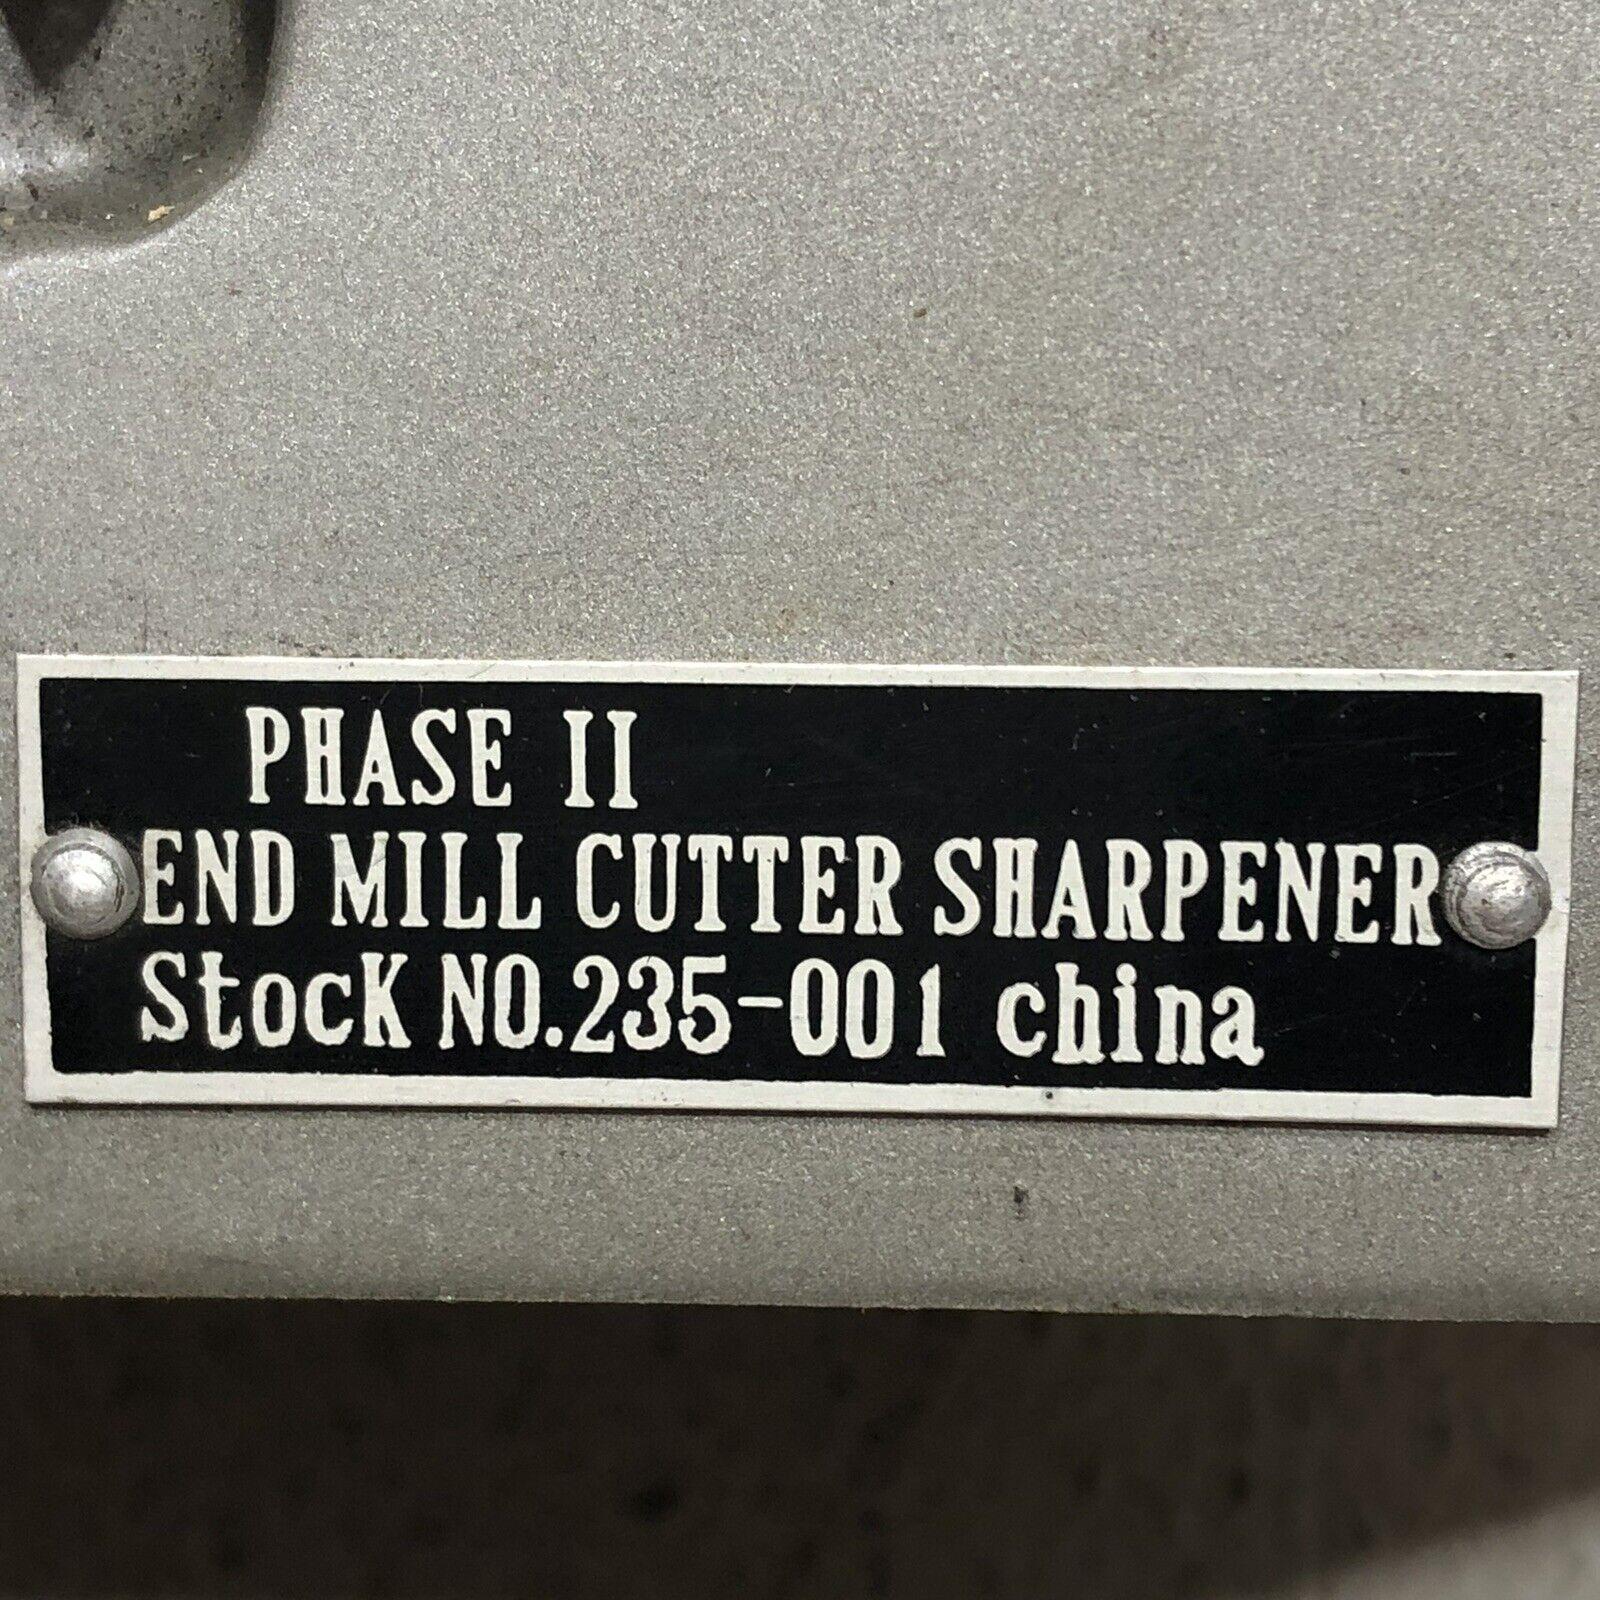 PHASE II
END MILL CUTTER SHARPENER
Stock NO.235-001 china